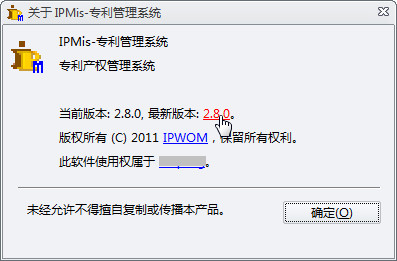 关于 IPMis-专利管理系统
IPMis-专利管理系统
专利产权管理系统
当前版本: 2.8.0, 最新版本: 2.8.0。
版权所有 (C) 2011 IPWOM，保留所有权利。
此软件使用权属于
未经允许不得擅自复制或传播本产品。
确定(O)